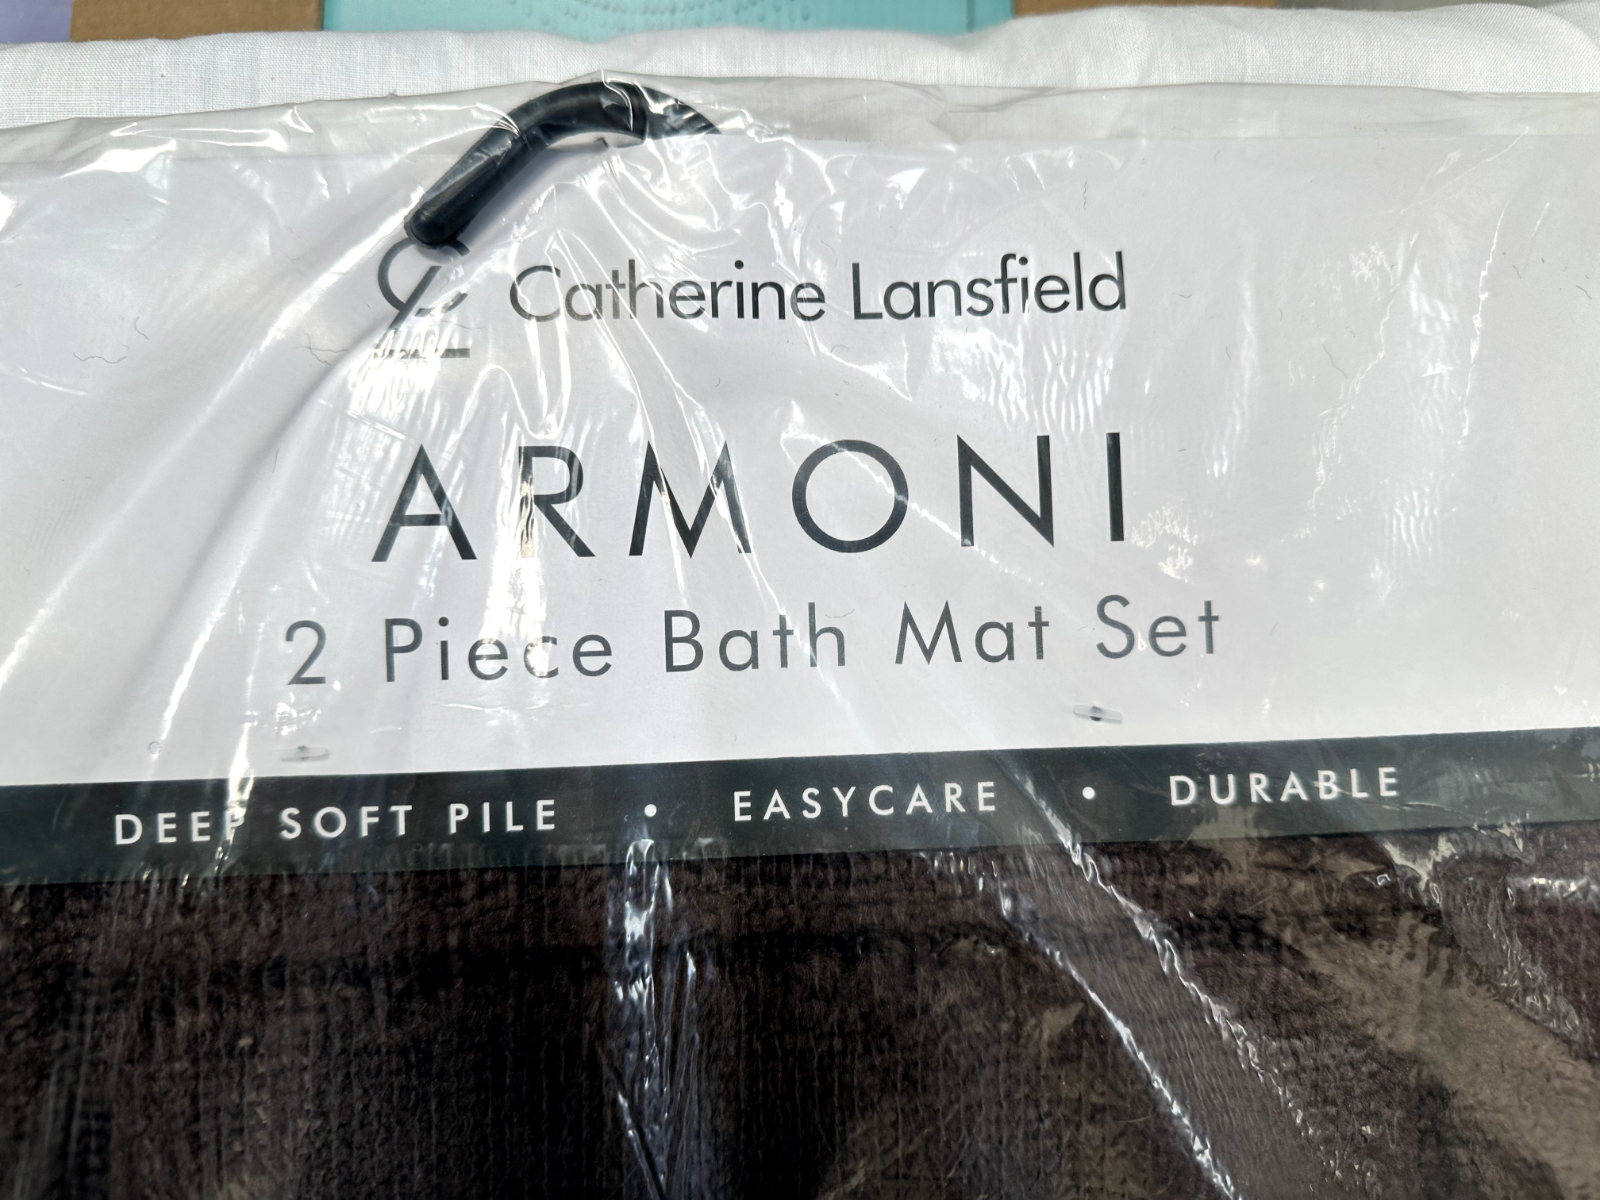 Catherine Lansfield
ARMONI
2 Piece Bath Mat Set
DEEP SOFT PILE • EASYCARE • DURABLE